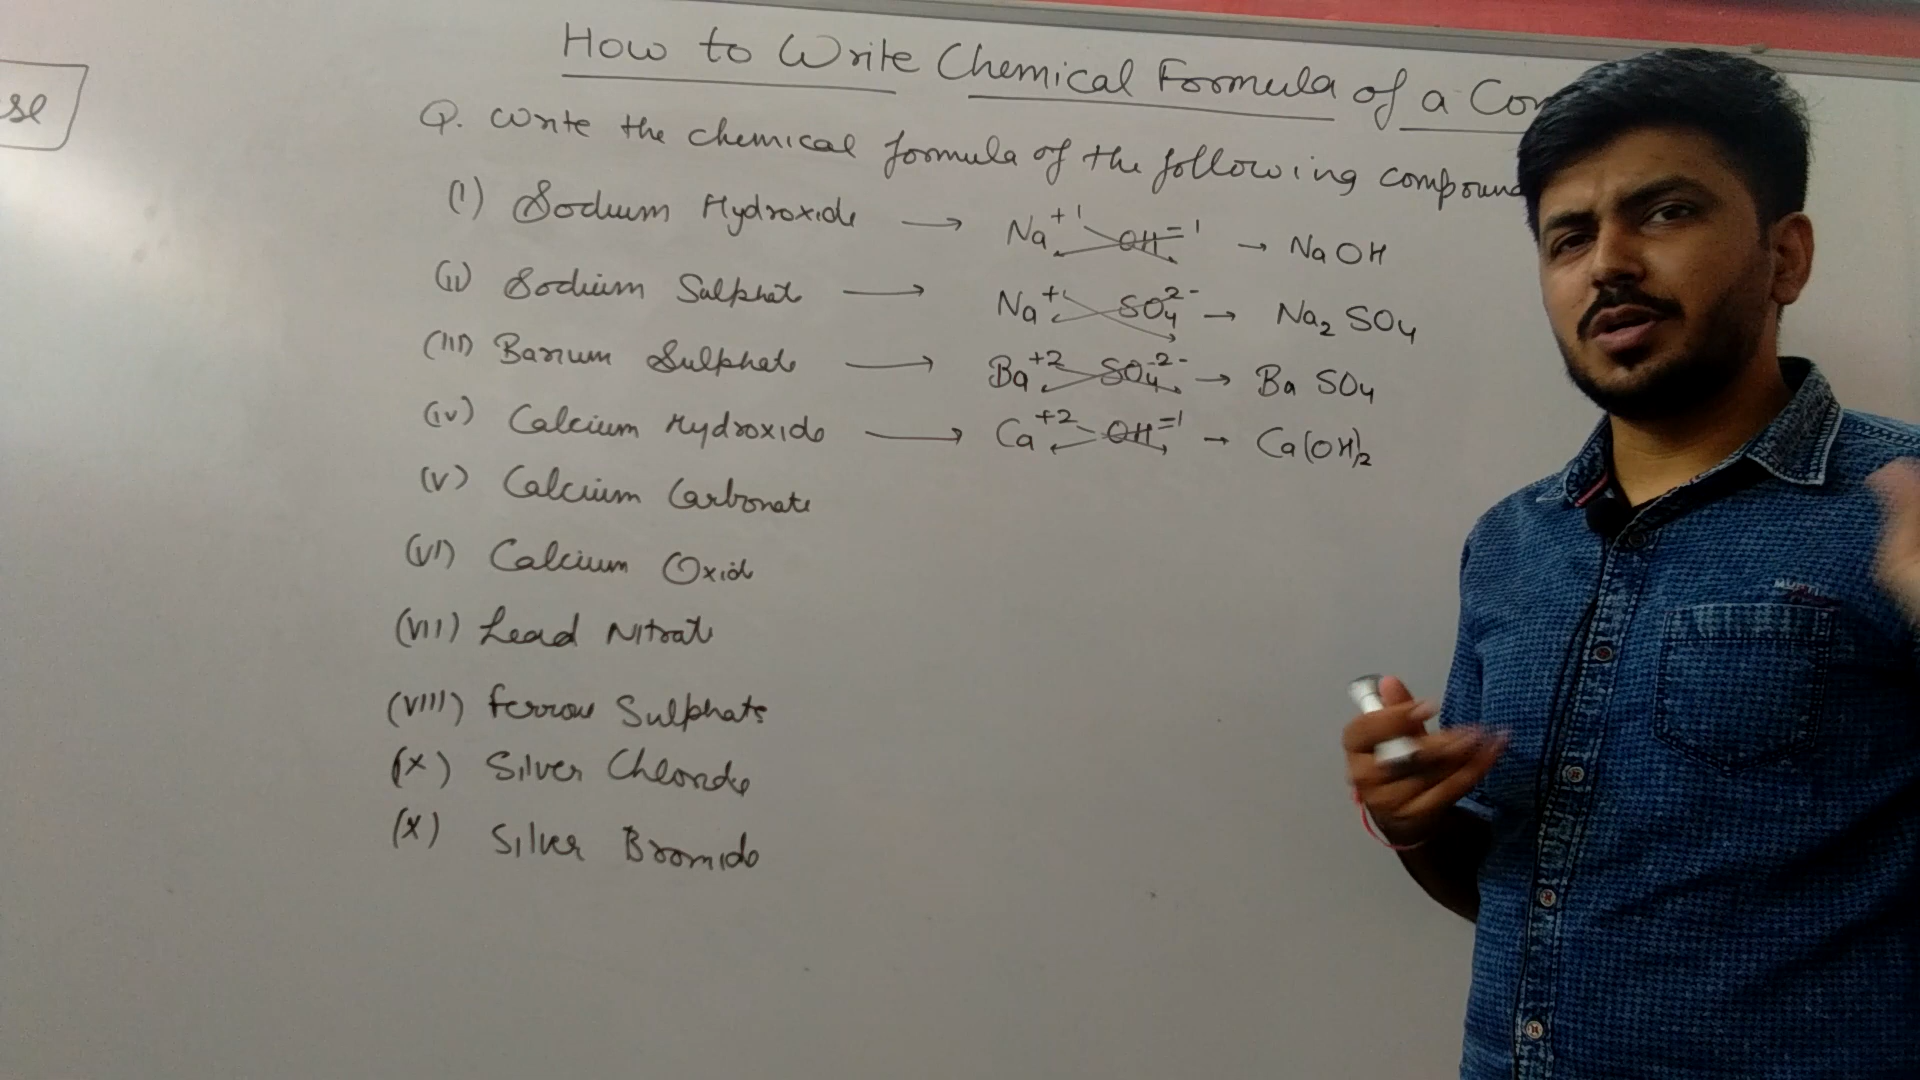 How to Write Chemical Formula of a Com
se
Q. Write the chemical formula of the following compound
(i) Sodium Hydroxide → Na+1 OH-1 → NaOH
(ii) Sodium Sulphate → Na+1 SO4 2- → Na2 SO4
(iii) Barium Sulphate → Ba+2 SO4 2- → Ba SO4
(iv) Calcium Hydroxide → Ca+2 OH-1 → Ca(OH)2
(v) Calcium Carbonate
(vi) Calcium Oxide
(vii) Lead Nitrate
(viii) Ferrous Sulphate
(x) Silver Chloride
(x) Silver Bromide